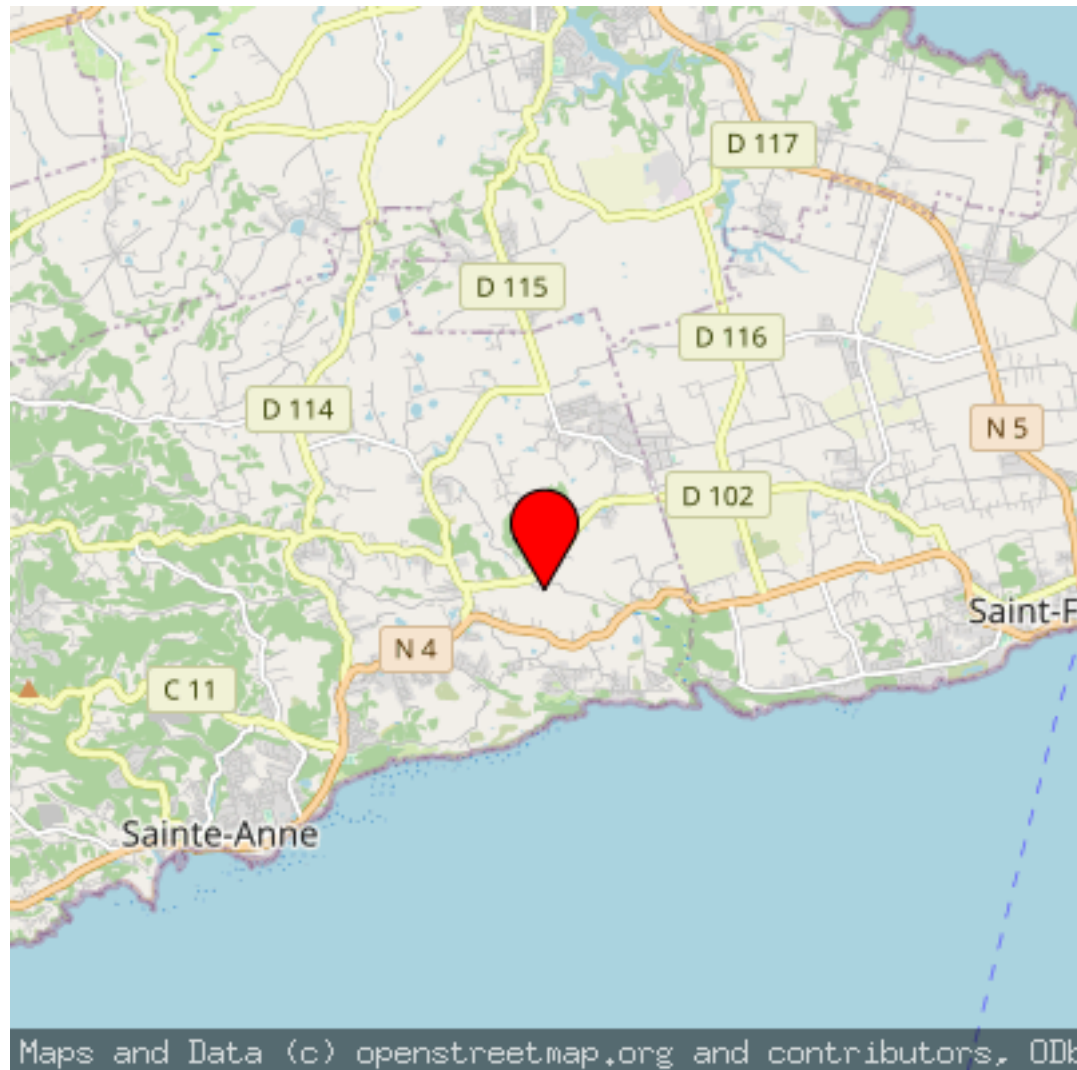 D 117
D 115
D 116
D 114
N 5
D 102
Saint-F
N 4
C 11
Sainte-Anne
Maps and Data (c) openstreetmap.org and contributors, ODb